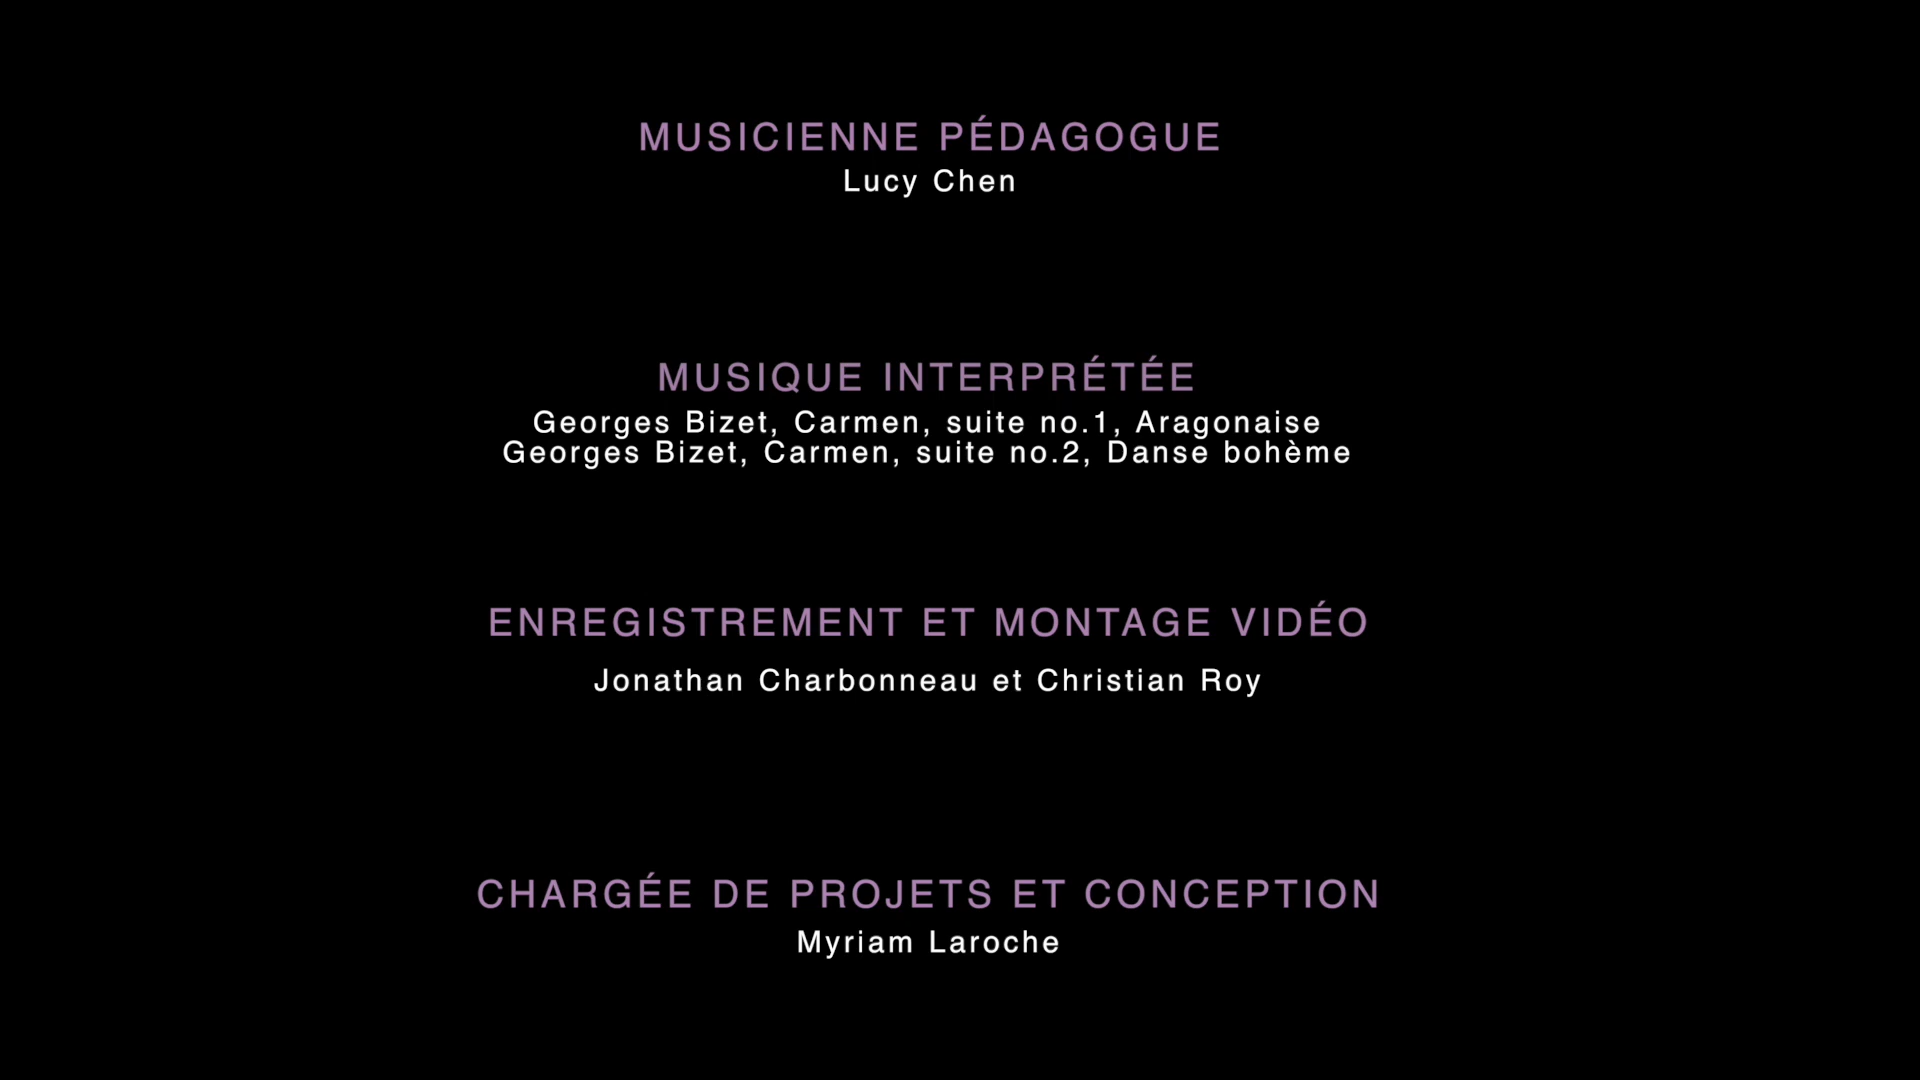 MUSICIENNE PÉDAGOGUE
Lucy Chen
MUSIQUE INTERPRÉTÉE
Georges Bizet, Carmen, suite no.1, Aragonaise
Georges Bizet, Carmen, suite no.2, Danse bohème
ENREGISTREMENT ET MONTAGE VIDÉO
Jonathan Charbonneau et Christian Roy
CHARGÉE DE PROJETS ET CONCEPTION
Myriam Laroche